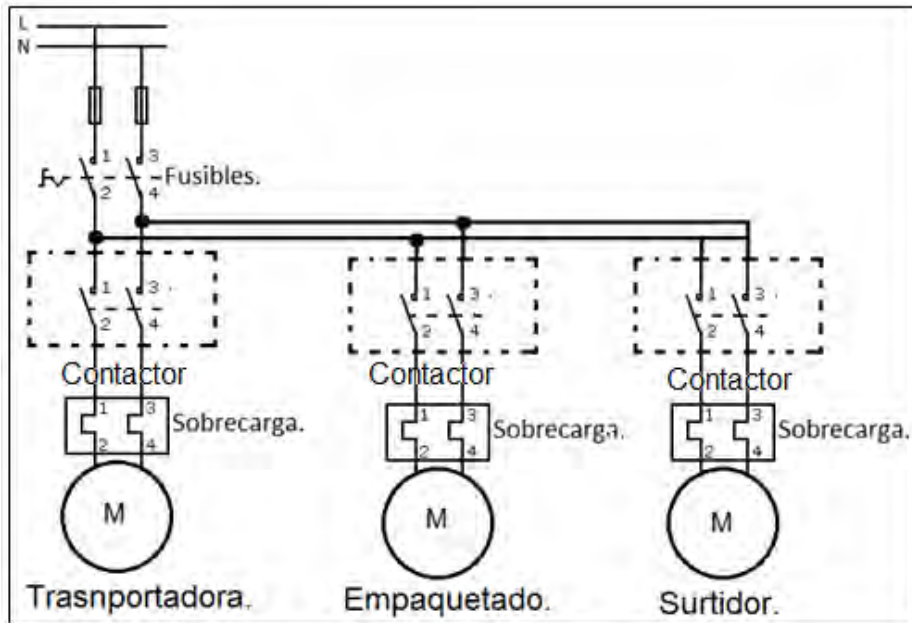 L
N
1 3
Fusibles.
2 4
1 3
2 4
1 3
2 4
1 3
2 4
Contactor
Contactor
Contactor
1 3
Sobrecarga.
2 4
1 3
Sobrecarga.
2 4
1 3
Sobrecarga.
2 4
M
M
M
Trasnportadora.
Empaquetado.
Surtidor.